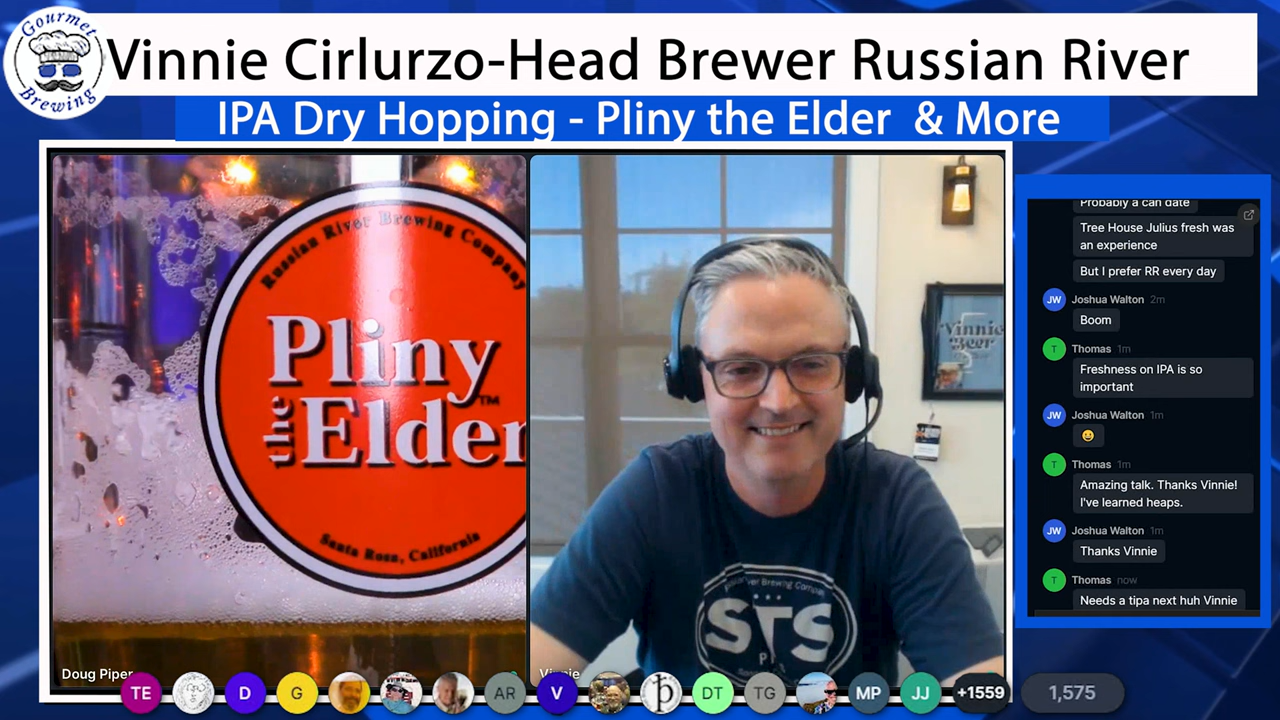 Gourmet
Brewing
Vinnie Cirlurzo-Head Brewer Russian River
IPA Dry Hopping - Pliny the Elder & More
Russian River Brewing Company
Pliny
the Elder
TM
Santa Rosa, California
Doug Piper
Vinnie
Beer
STS
Vinnie
Probably a can date
Tree House Julius fresh was
an experience
But I prefer RR every day
JW Joshua Walton 2m
Boom
T Thomas 1m
Freshness on IPA is so
important
JW Joshua Walton 1m
T Thomas 1m
Amazing talk. Thanks Vinnie!
I've learned heaps.
JW Joshua Walton 1m
Thanks Vinnie
T Thomas now
Needs a tipa next huh Vinnie
TE D G AR V DT TG MP JJ +1559 1,575